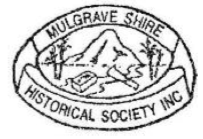 MULGRAVE SHIRE
HISTORICAL SOCIETY INC